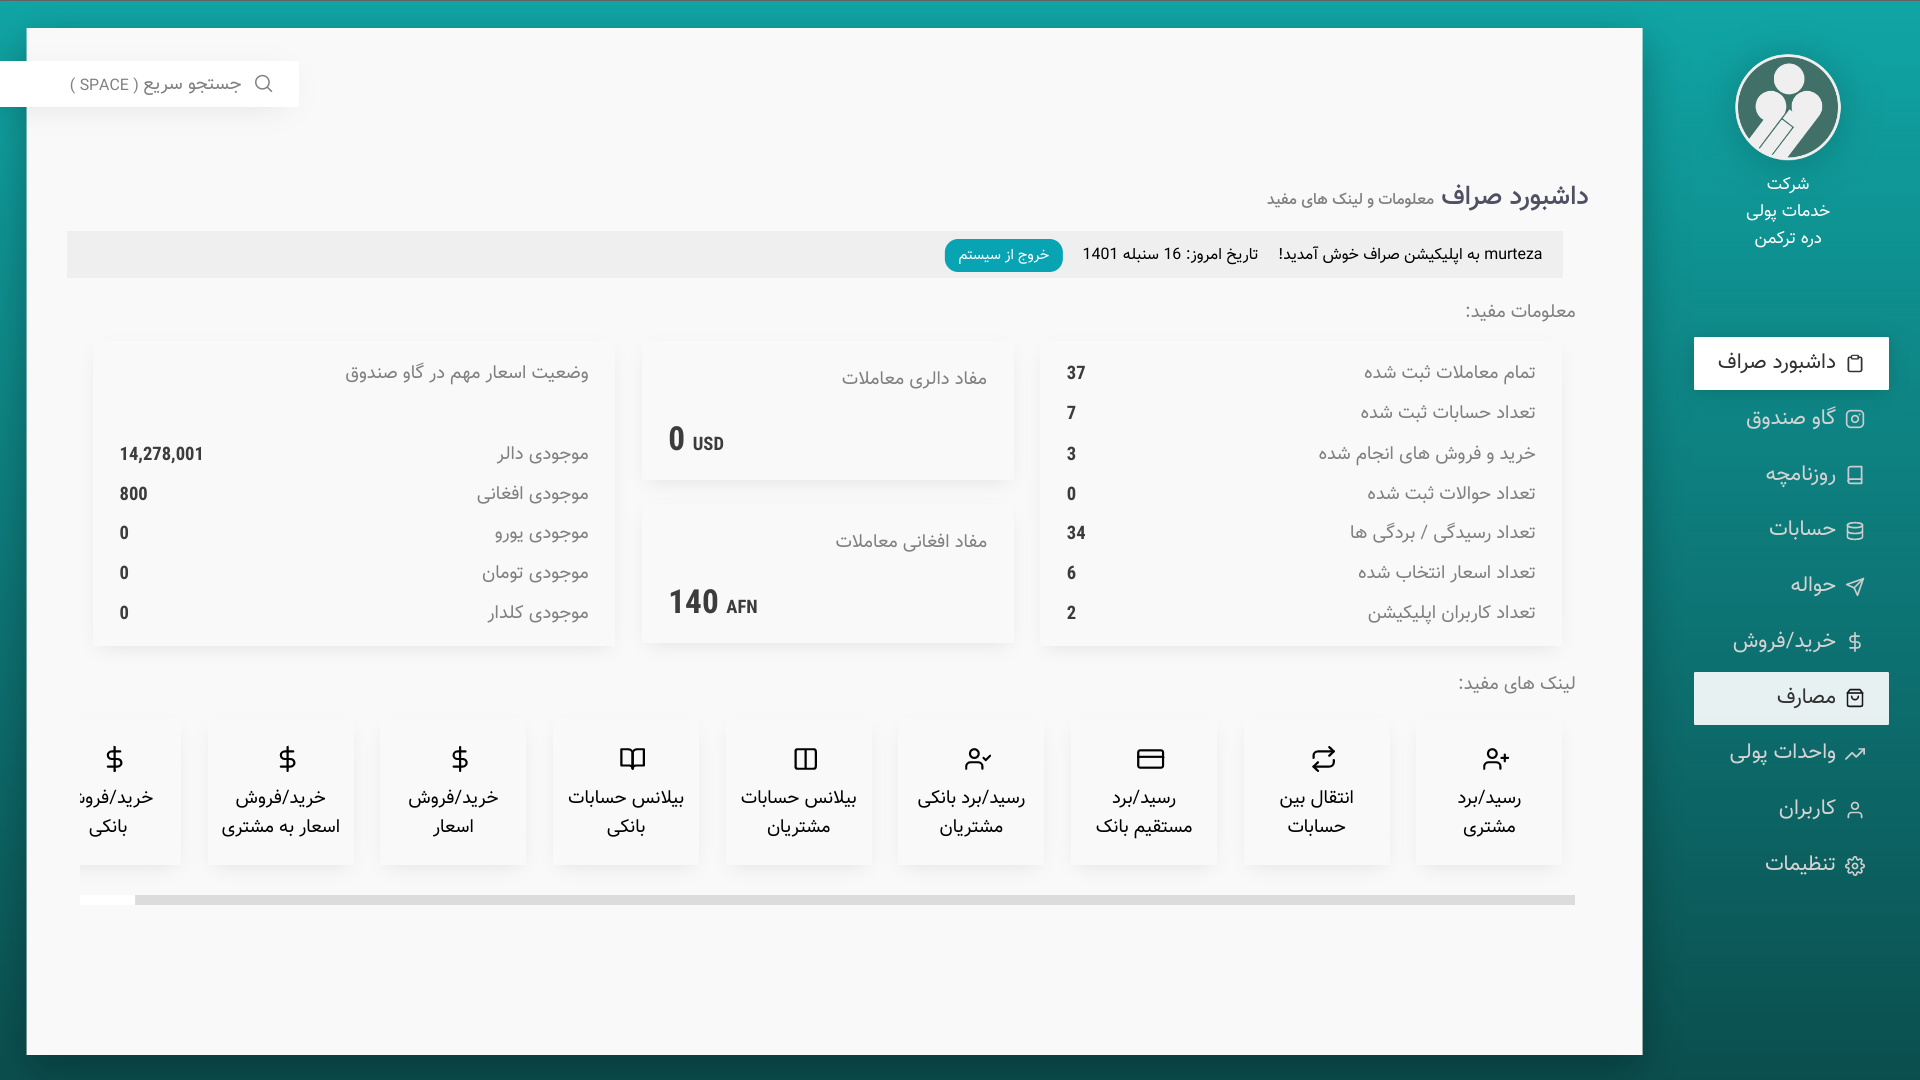 شرکت
خدمات پولی
دره ترکمن
داشبورد صراف
گاو صندوق
روزنامچه
حسابات
حواله
خرید/فروش
مصارف
واحدات پولی
کاربران
تنظیمات
جستجو سریع ( SPACE )
داشبورد صراف معلومات و لینک های مفید
murteza به اپلیکیشن صراف خوش آمدید! تاریخ امروز: 16 سنبله 1401 خروج از سیستم
معلومات مفید:
تمام معاملات ثبت شده 37
تعداد حسابات ثبت شده 7
خرید و فروش های انجام شده 3
تعداد حوالات ثبت شده 0
تعداد رسیدگی / بردگی ها 34
تعداد اسعار انتخاب شده 6
تعداد کاربران اپلیکیشن 2
مفاد دالری معاملات
0 USD
مفاد افغانی معاملات
140 AFN
وضعیت اسعار مهم در گاو صندوق
موجودی دالر 14,278,001
موجودی افغانی 800
موجودی یورو 0
موجودی تومان 0
موجودی کلدار 0
لینک های مفید:
رسید/برد
مشتری
انتقال بین
حسابات
رسید/برد
مستقیم بانک
رسید/برد بانکی
مشتریان
بیلانس حسابات
مشتریان
بیلانس حسابات
بانکی
خرید/فروش
اسعار
خرید/فروش
اسعار به مشتری
خرید/فروش
بانکی